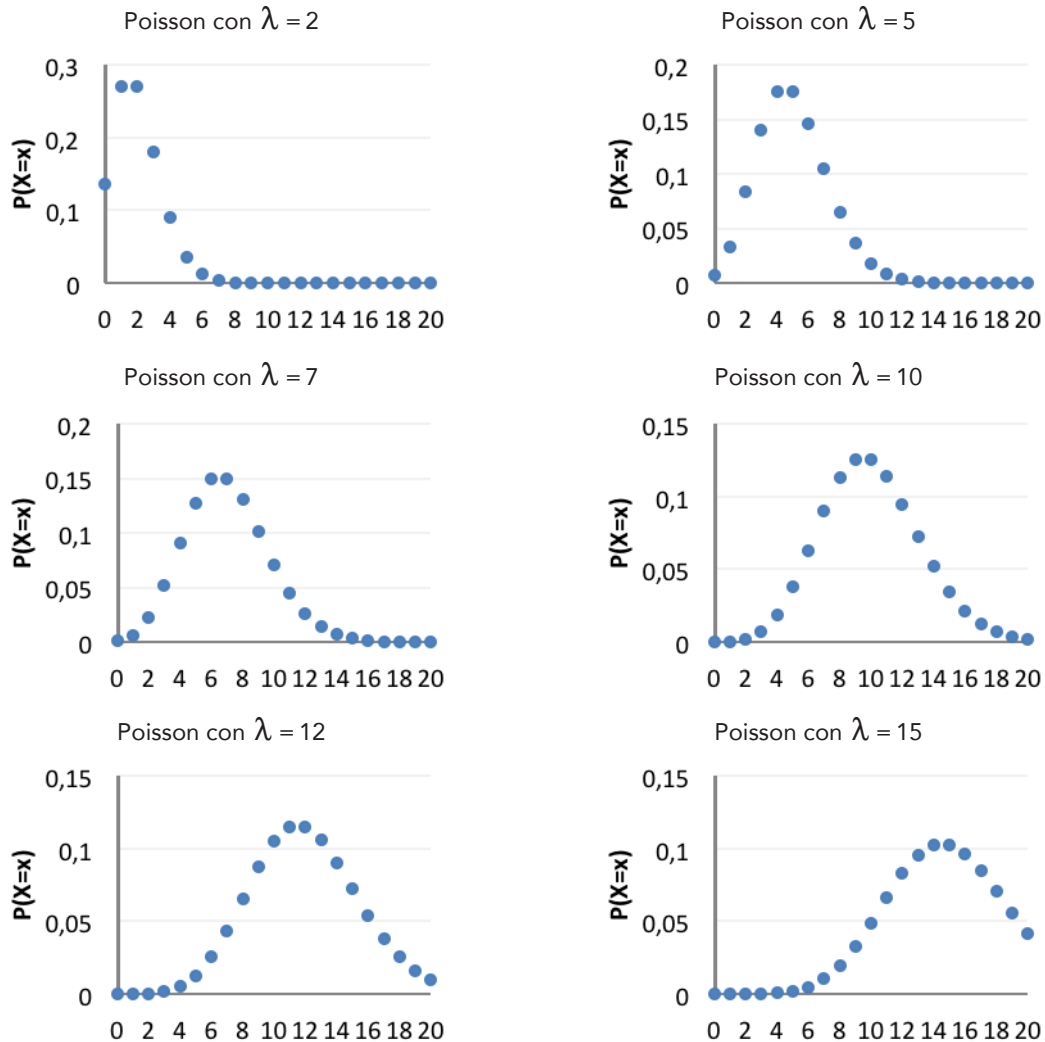 Poisson con λ = 2
0,3
0,2
0,1
0
P(X=x)
0 2 4 6 8 10 12 14 16 18 20
Poisson con λ = 5
0,2
0,15
0,1
0,05
0
P(X=x)
0 2 4 6 8 10 12 14 16 18 20
Poisson con λ = 7
0,2
0,15
0,1
0,05
0
P(X=x)
0 2 4 6 8 10 12 14 16 18 20
Poisson con λ = 10
0,15
0,1
0,05
0
P(X=x)
0 2 4 6 8 10 12 14 16 18 20
Poisson con λ = 12
0,15
0,1
0,05
0
P(X=x)
0 2 4 6 8 10 12 14 16 18 20
Poisson con λ = 15
0,15
0,1
0,05
0
P(X=x)
0 2 4 6 8 10 12 14 16 18 20